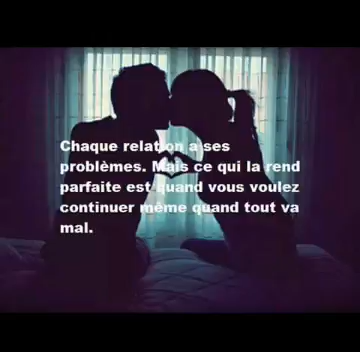 Chaque relation a ses
problèmes. Mais ce qui la rend
parfaite est quand vous voulez
continuer même quand tout va
mal.